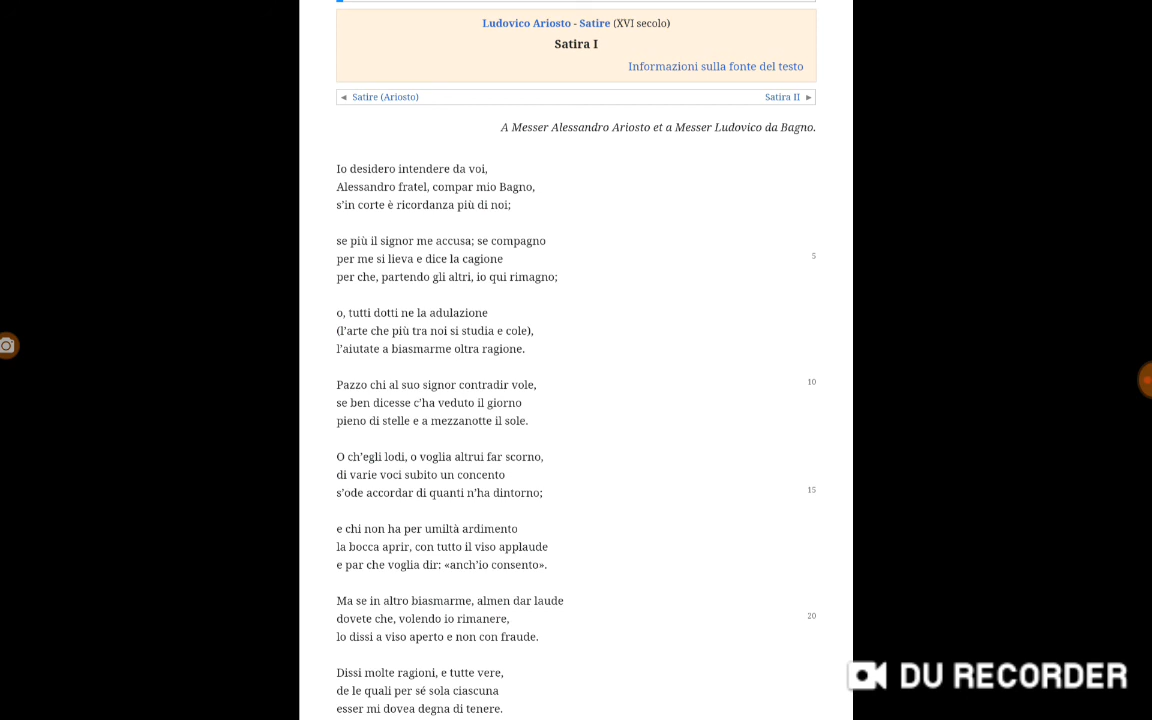 Ludovico Ariosto - Satire (XVI secolo)
Satira I
Informazioni sulla fonte del testo
◄ Satire (Ariosto)
Satira II ►
A Messer Alessandro Ariosto et a Messer Ludovico da Bagno.
Io desidero intendere da voi,
Alessandro fratel, compar mio Bagno,
s’in corte è ricordanza più di noi;
se più il signor me accusa; se compagno
per me si lieva e dice la cagione
5
per che, partendo gli altri, io qui rimagno;
o, tutti dotti ne la adulazione
(l’arte che più tra noi si studia e cole),
l’aiutate a biasmarme oltra ragione.
Pazzo chi al suo signor contradir vole,
10
se ben dicesse c’ha veduto il giorno
pieno di stelle e a mezzanotte il sole.
O ch’egli lodi, o voglia altrui far scorno,
di varie voci subito un concento
s’ode accordar di quanti n’ha dintorno;
15
e chi non ha per umiltà ardimento
la bocca aprir, con tutto il viso applaude
e par che voglia dir: «anch’io consento».
Ma se in altro biasmarme, almen dar laude
dovete che, volendo io rimanere,
20
lo dissi a viso aperto e non con fraude.
Dissi molte ragioni, e tutte vere,
de le quali per sé sola ciascuna
esser mi dovea degna di tenere.
DU RECORDER